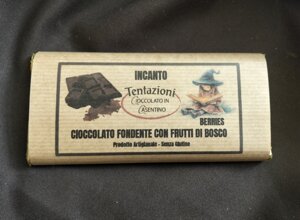 INCANTO
Tentazioni
CIOCCOLATO IN
CASENTINO
BERRIES
CIOCCOLATO FONDENTE CON FRUTTI DI BOSCO
Prodotto Artigianale - Senza Glutine